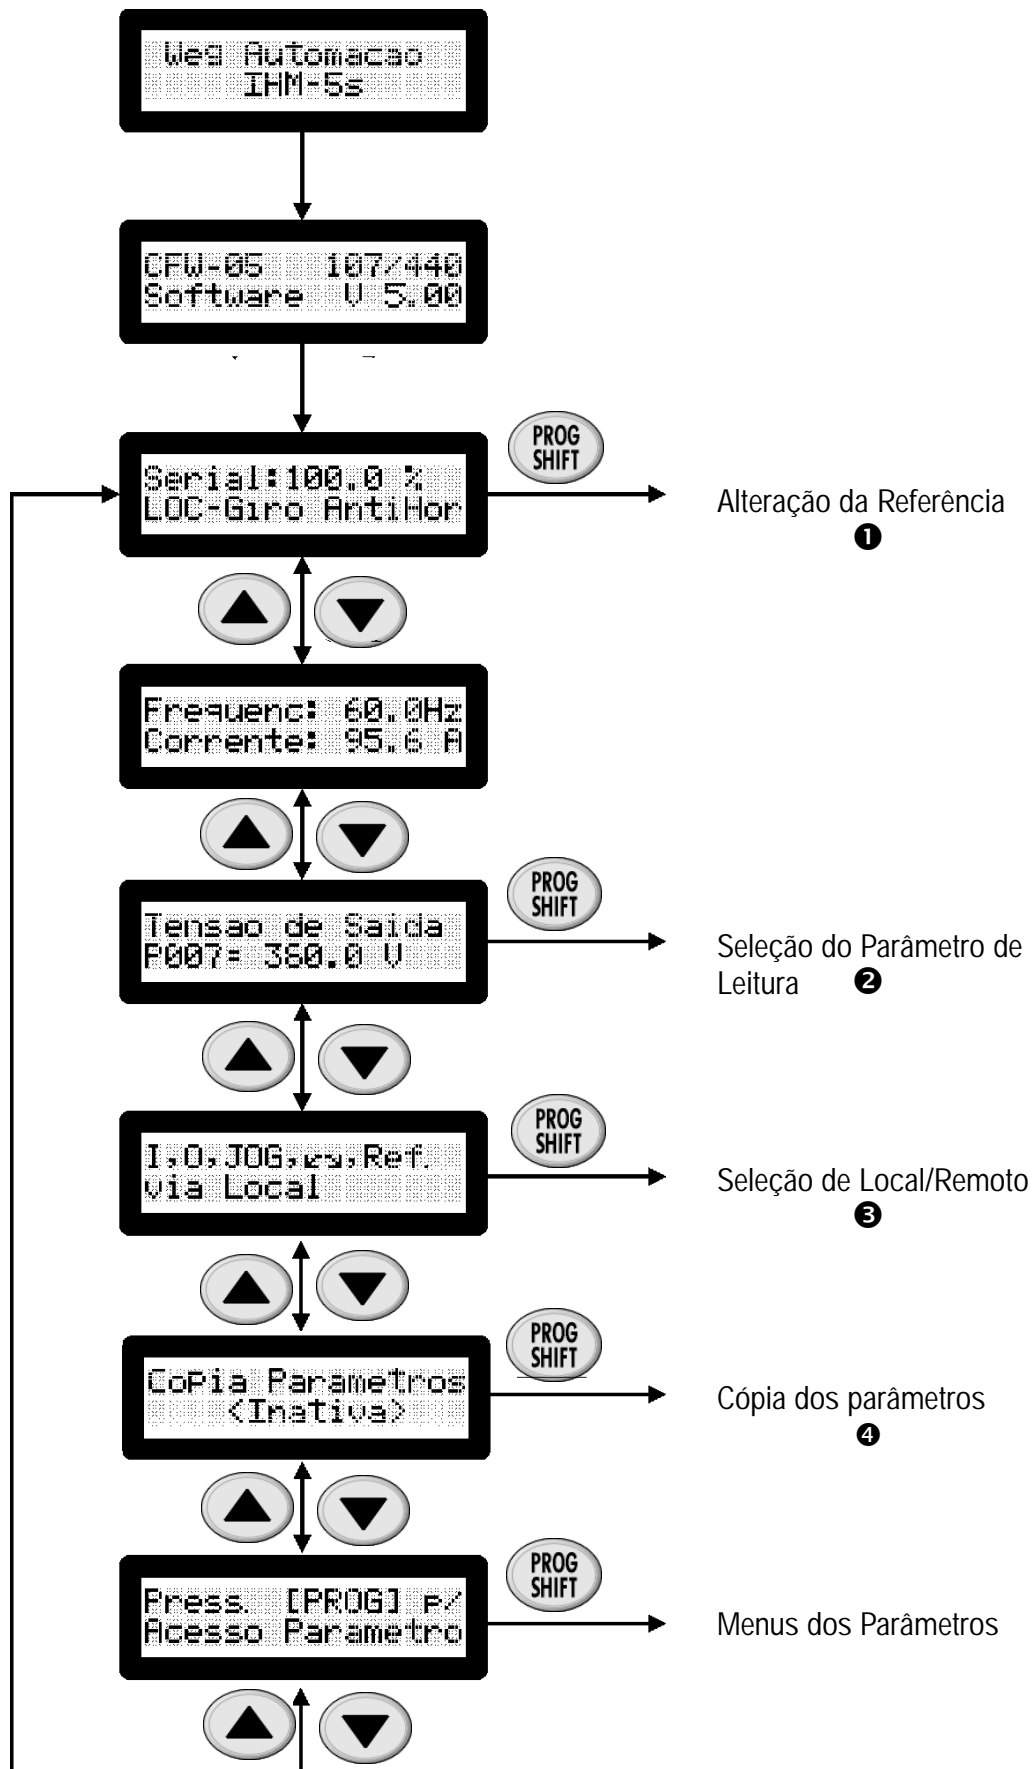 Weg Automacao
IHM-5s
CFW-05 107/440
Software V 5.00
Serial:100.0 %
LOC-Giro AntiHor
PROG
SHIFT
Alteração da Referência
❶
Frequenc: 60.0Hz
Corrente: 95.6 A
Tensao de Saida
P007= 380.0 V
PROG
SHIFT
Seleção do Parâmetro de
Leitura ❷
I,O,JOG,↙↘,Ref.
via Local
PROG
SHIFT
Seleção de Local/Remoto
❸
Copia Parametros
<Inativa>
PROG
SHIFT
Cópia dos parâmetros
❹
Press. [PROG] p/
Acesso Parametro
PROG
SHIFT
Menus dos Parâmetros